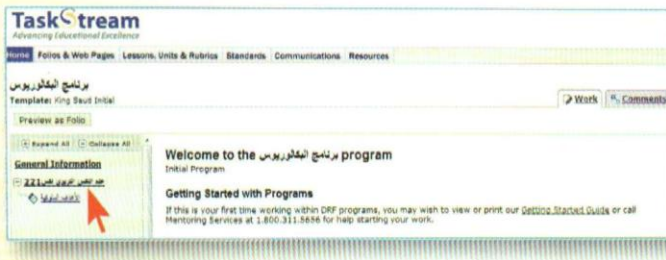 TaskStream
Advancing Educational Excellence
Home Folios & Web Pages Lessons, Units & Rubrics Standards Communications Resources
برنامج البكالوريوس
Template: King Saud Initial
Work Comments
Preview as Folio
Expand All Collapse All
General Information
علم النفس التربوي نفس221
Welcome to the برنامج البكالوريوس program
Initial Program
Getting Started with Programs
If this is your first time working within DRF programs, you may wish to view or print our Getting Started Guide or call
Mentoring Services at 1.800.311.5656 for help starting your work.